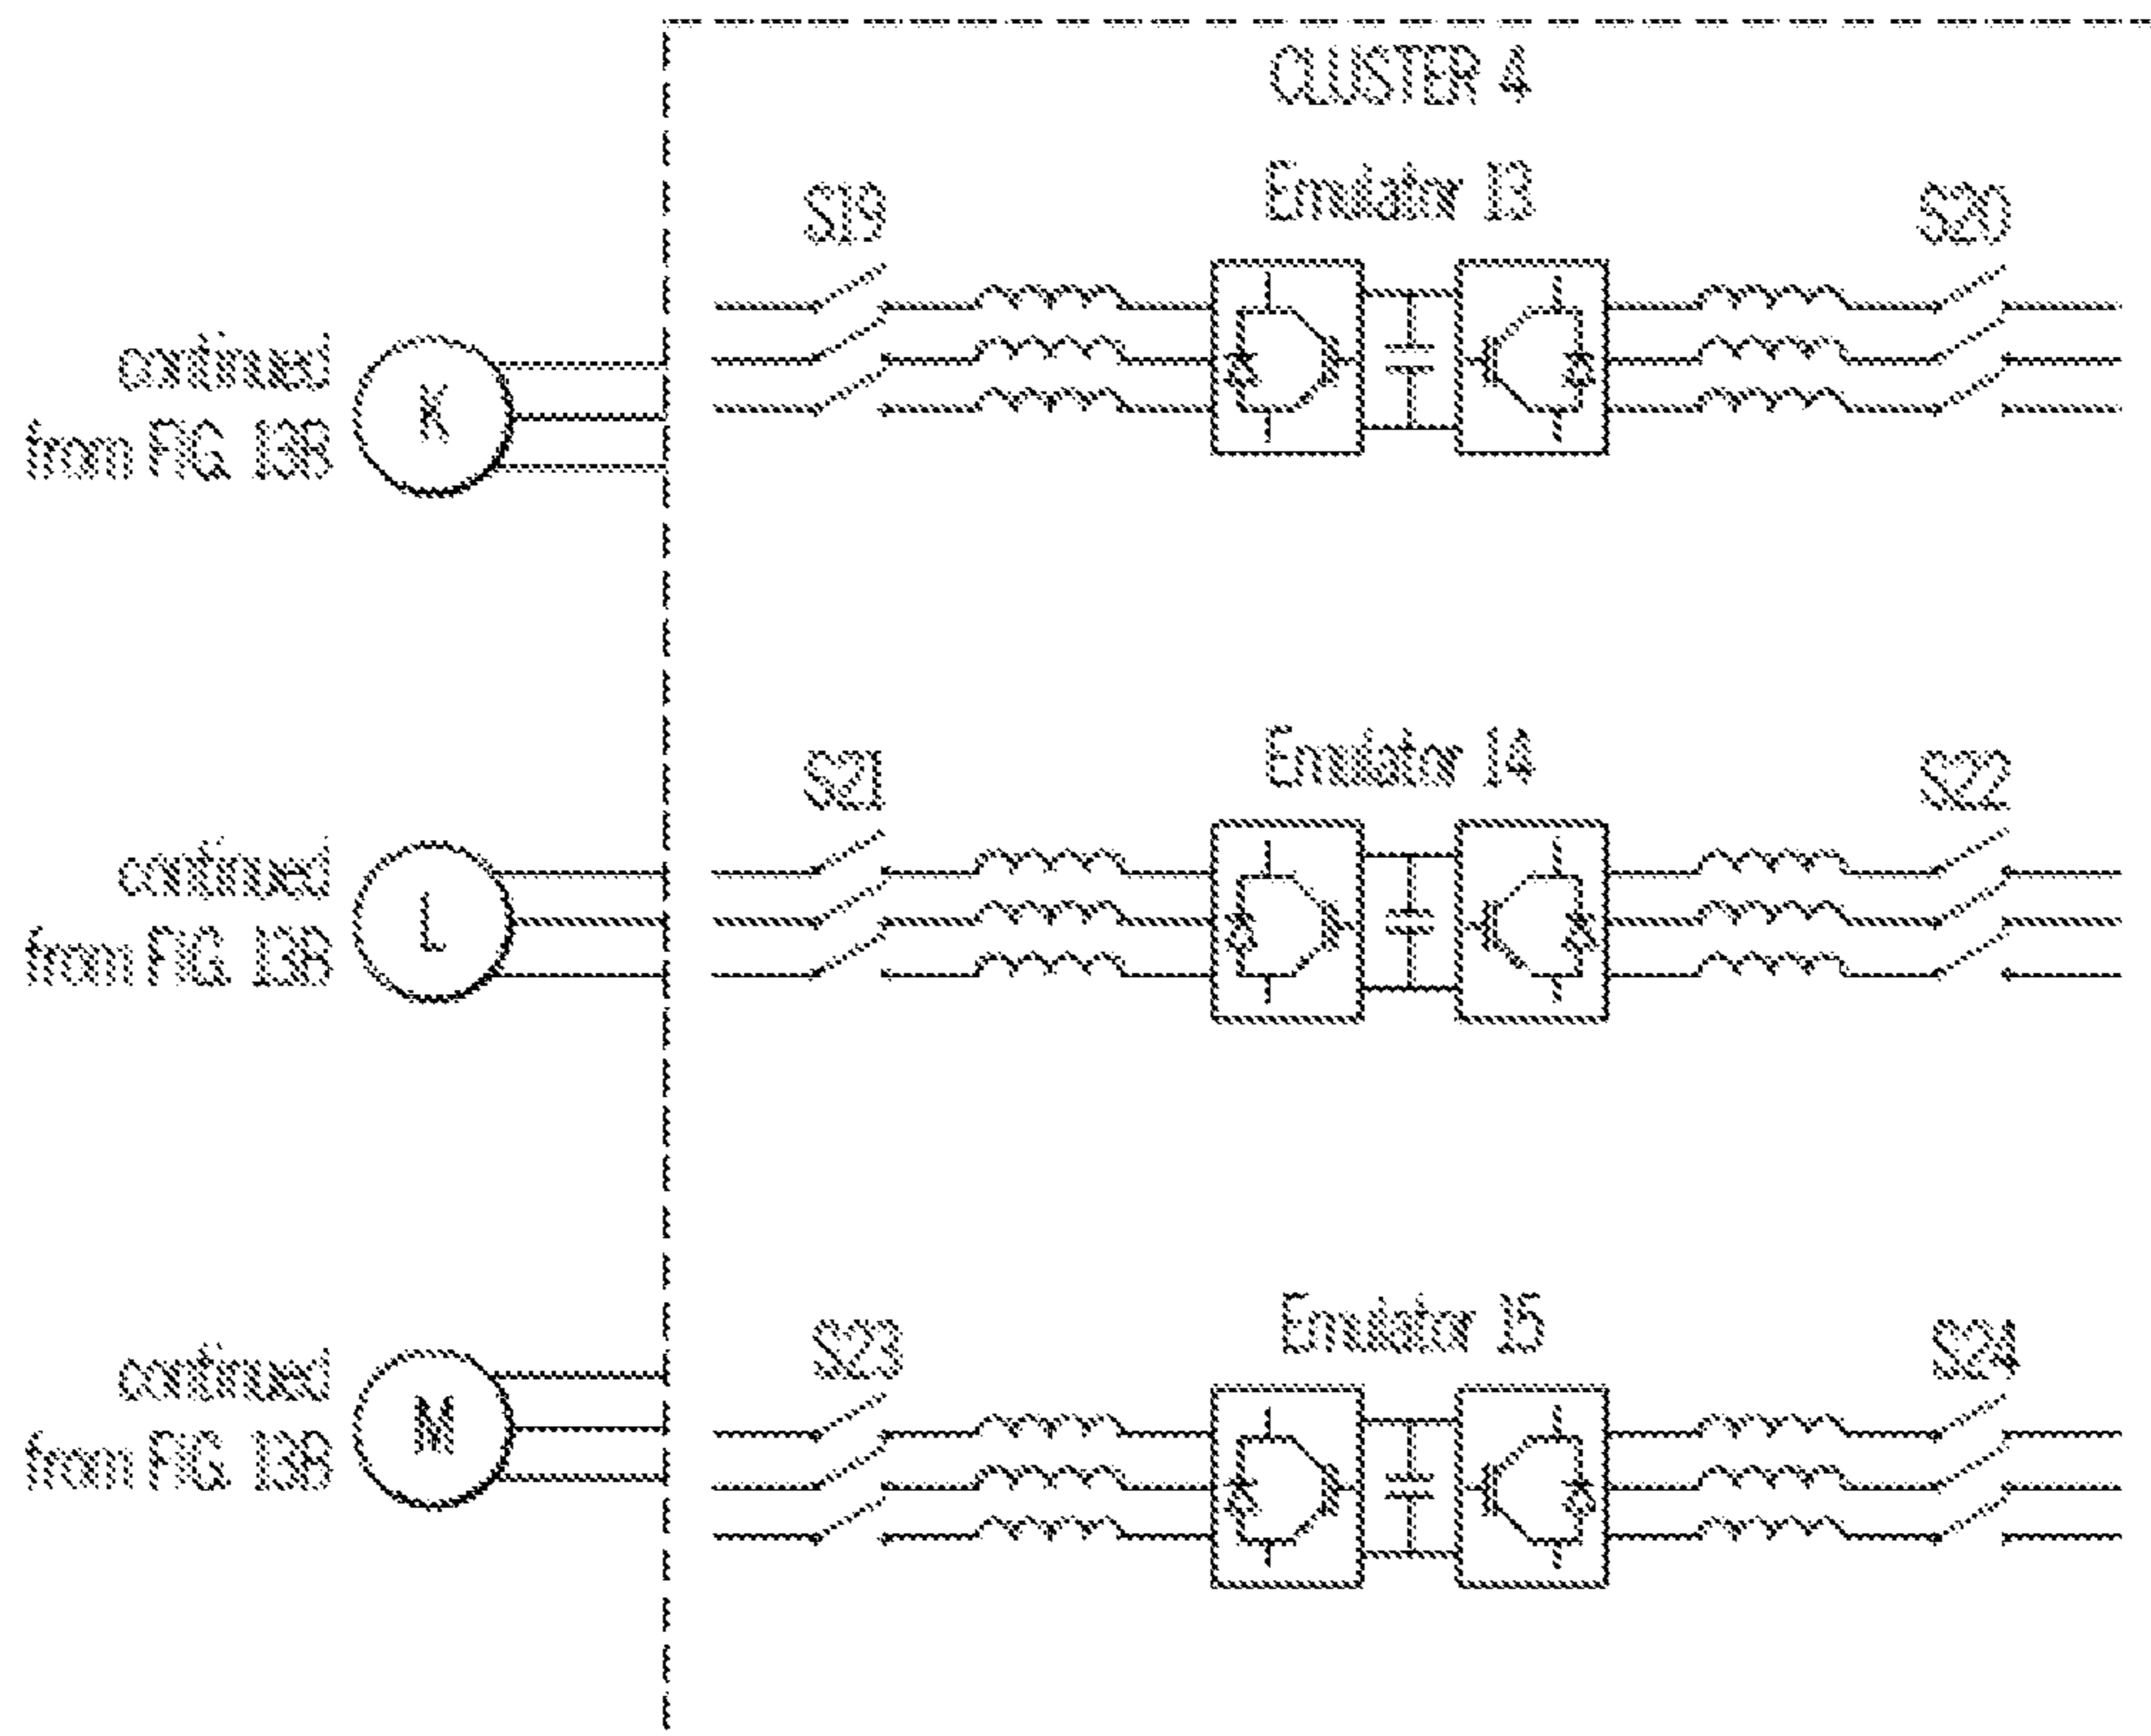 CLUSTER 4
Emulator 13
S19
S20
continued
from FIG. 13B
K
Emulator 14
S21
S22
continued
from FIG. 13B
L
Emulator 15
S23
S24
continued
from FIG. 13B
M